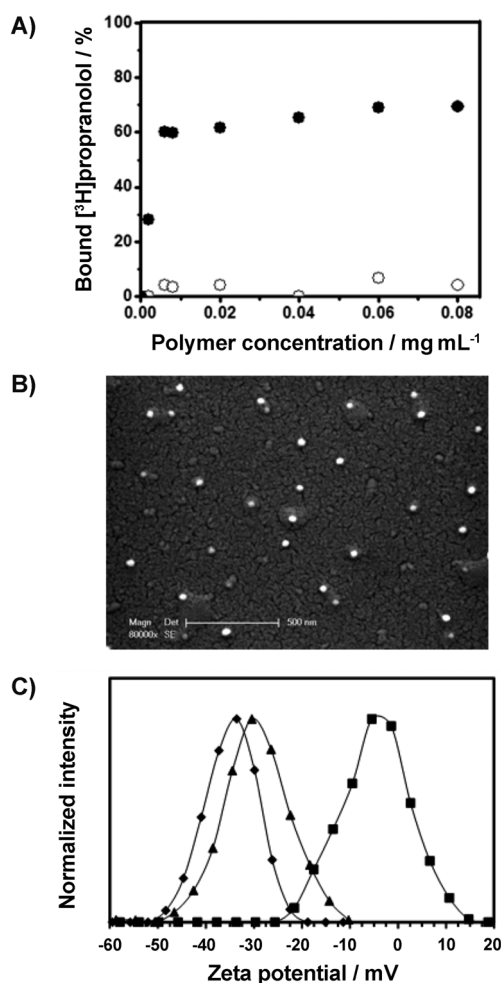 A)
Bound [³H]propranolol / %
100
80
60
40
20
0
0.00 0.02 0.04 0.06 0.08
Polymer concentration / mg mL⁻¹
B)
Magn Det
80000x SE
500 nm
C)
Normalized intensity
-60 -50 -40 -30 -20 -10 0 10 20
Zeta potential / mV